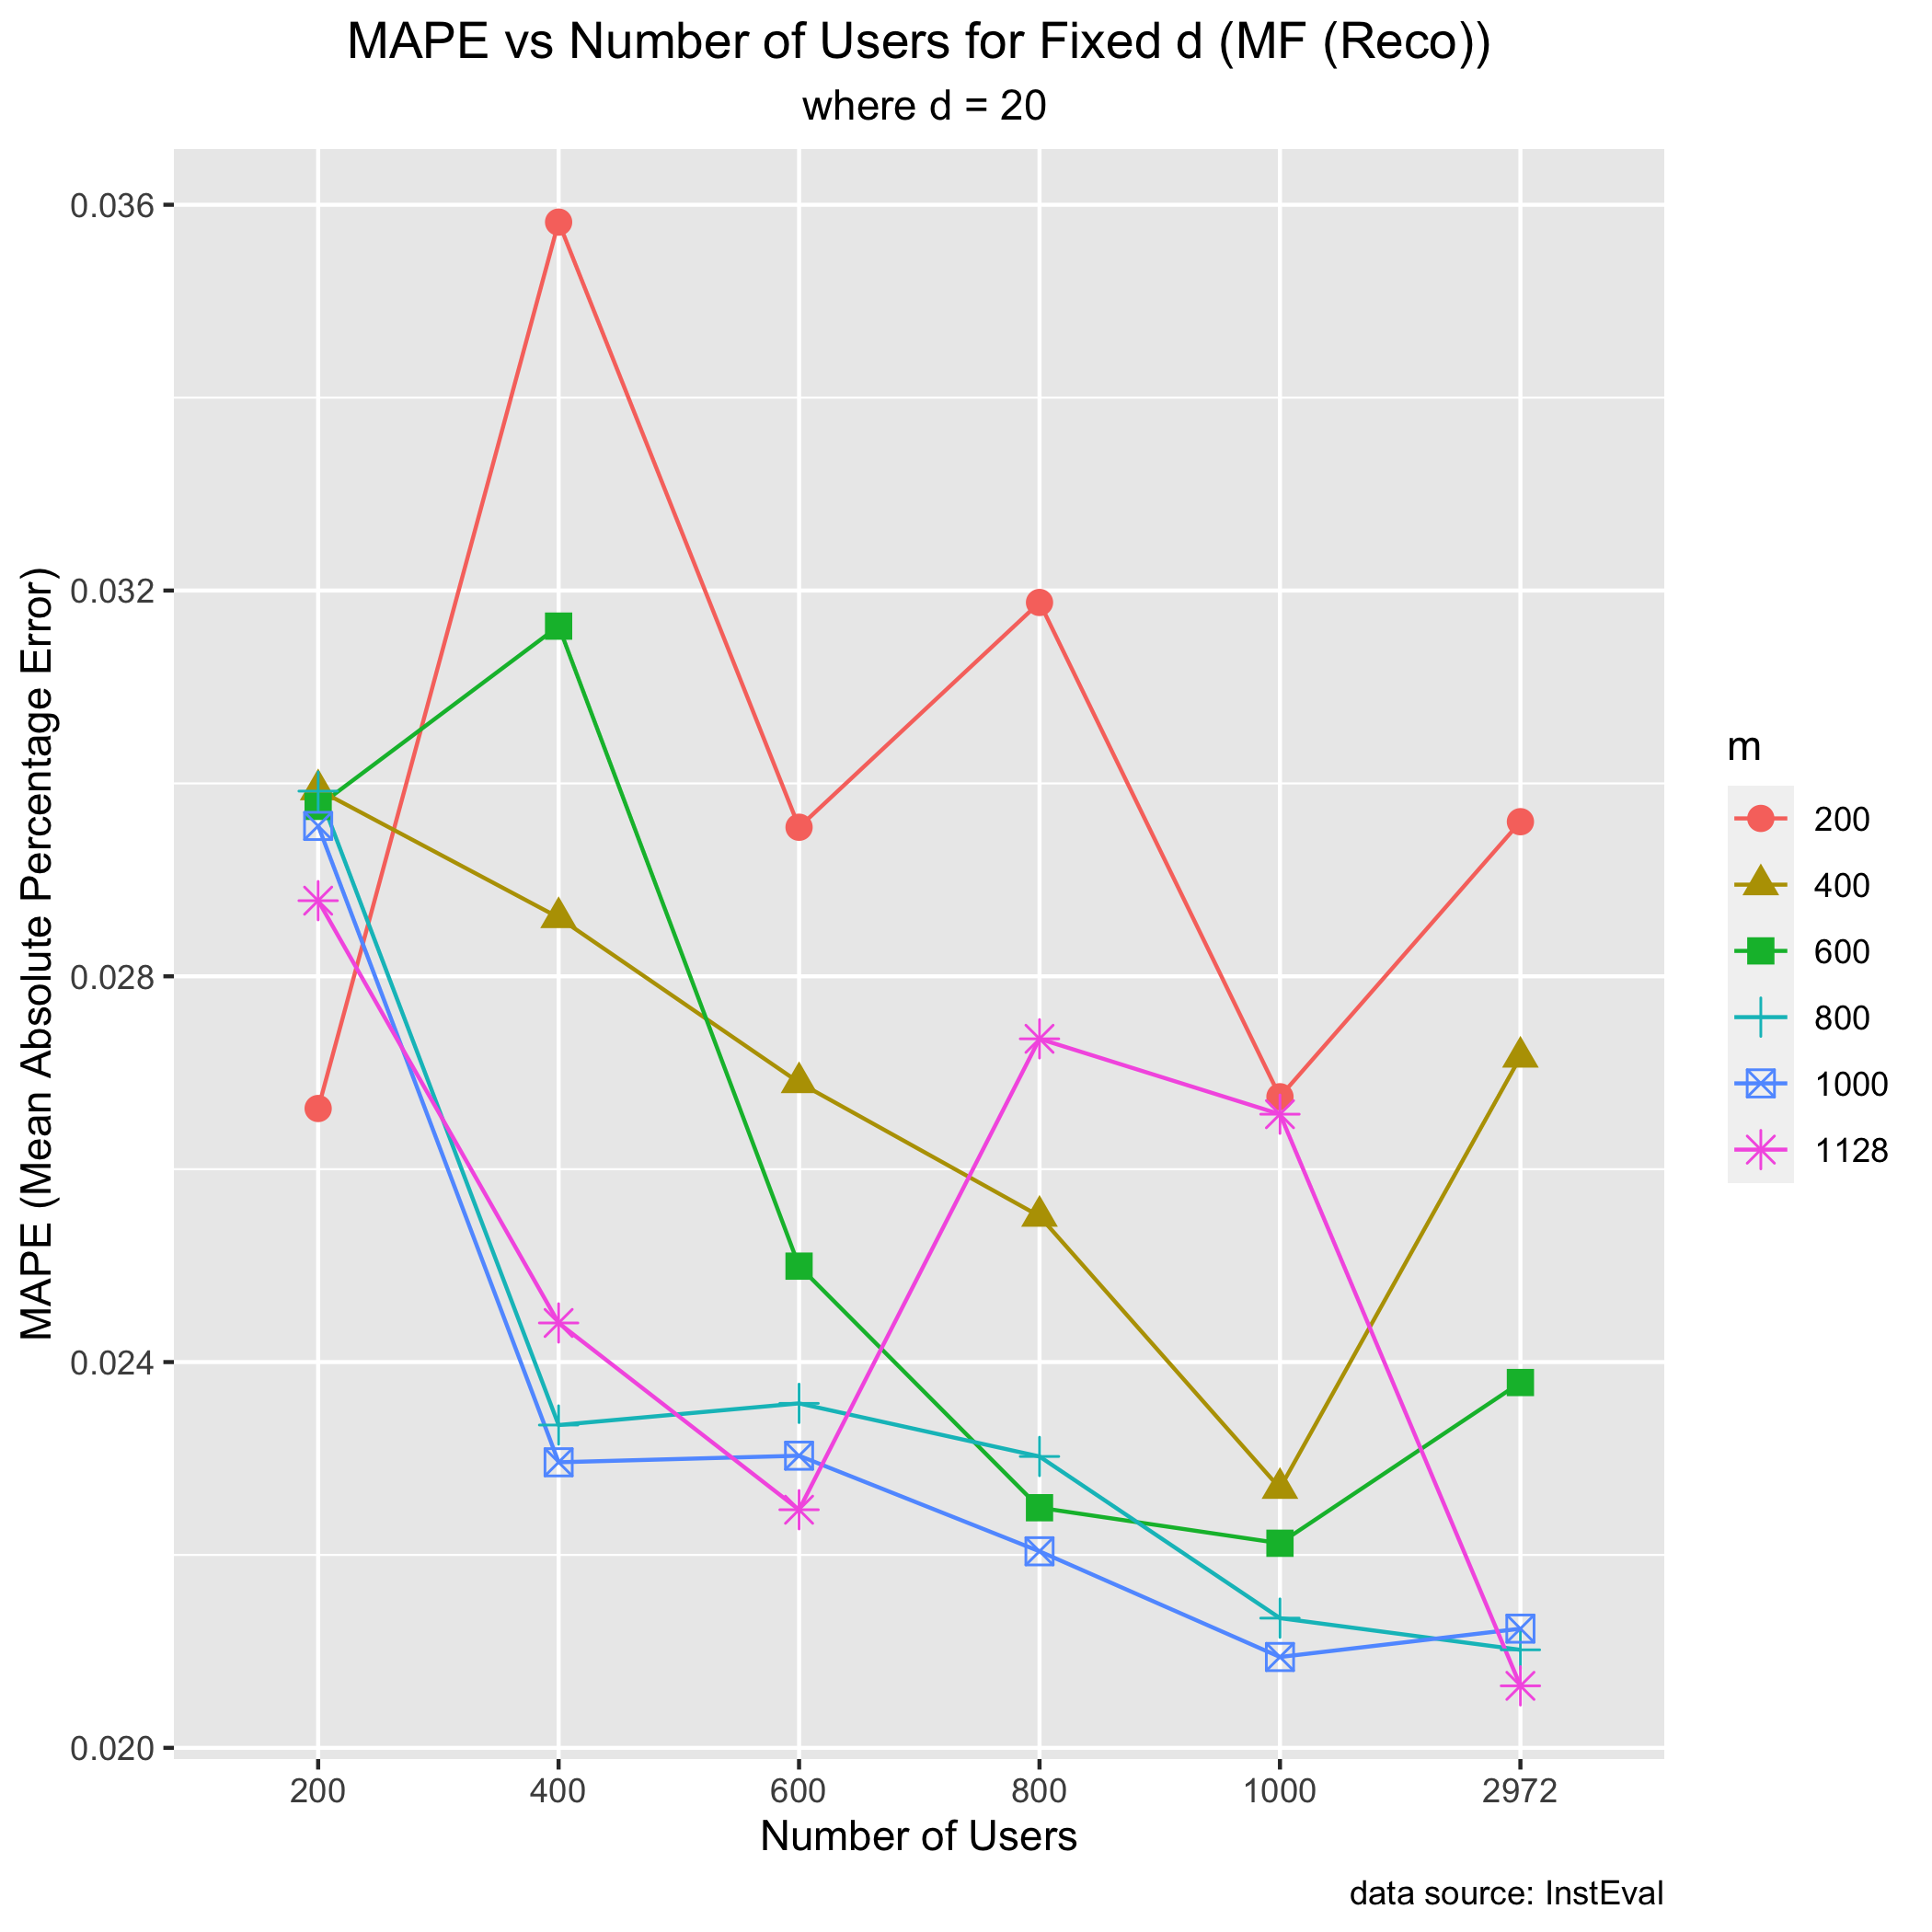 MAPE vs Number of Users for Fixed d (MF (Reco))
where d = 20
MAPE (Mean Absolute Percentage Error)
0.036
0.032
0.028
0.024
0.020
200
400
600
800
1000
2972
Number of Users
m
200
400
600
800
1000
1128
data source: InstEval